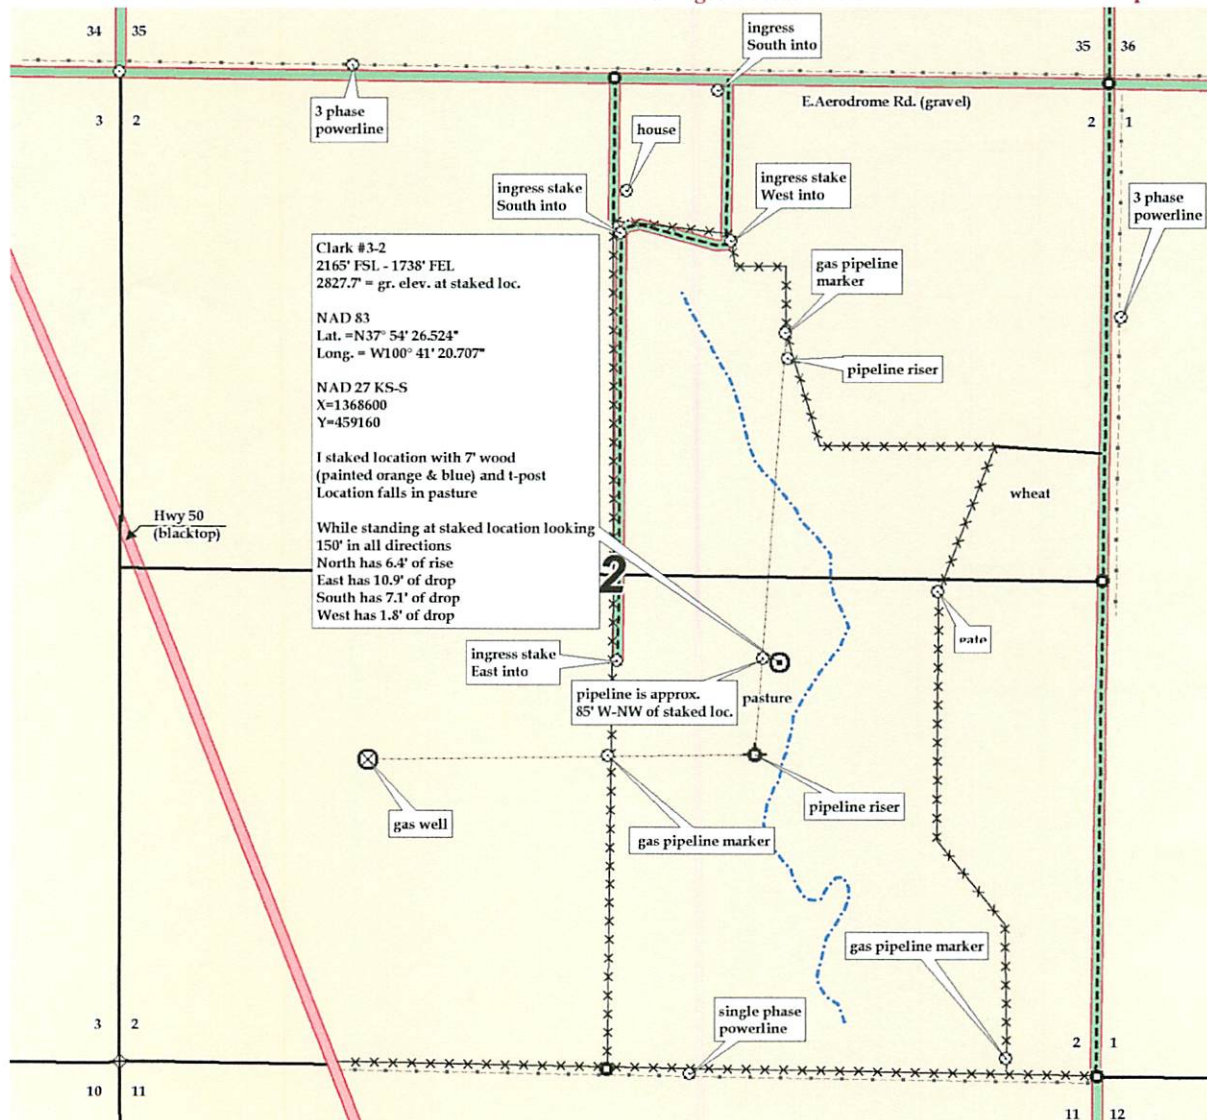 34 35
35 36
ingress
South into
E.Aerodrome Rd. (gravel)
3 2
2 1
3 phase
powerline
house
ingress stake
South into
ingress stake
West into
3 phase
powerline
gas pipeline
marker
pipeline riser
Clark #3-2
2165' FSL - 1738' FEL
2827.7' = gr. elev. at staked loc.
NAD 83
Lat. =N37° 54' 26.524"
Long. = W100° 41' 20.707"
NAD 27 KS-S
X=1368600
Y=459160
I staked location with 7' wood
(painted orange & blue) and t-post
Location falls in pasture
While standing at staked location looking
150' in all directions
North has 6.4' of rise
East has 10.9' of drop
South has 7.1' of drop
West has 1.8' of drop
Hwy 50
(blacktop)
wheat
2
gate
ingress stake
East into
pipeline is approx.
85' W-NW of staked loc.
pasture
gas well
gas pipeline marker
pipeline riser
gas pipeline marker
single phase
powerline
3 2
2 1
10 11
11 12